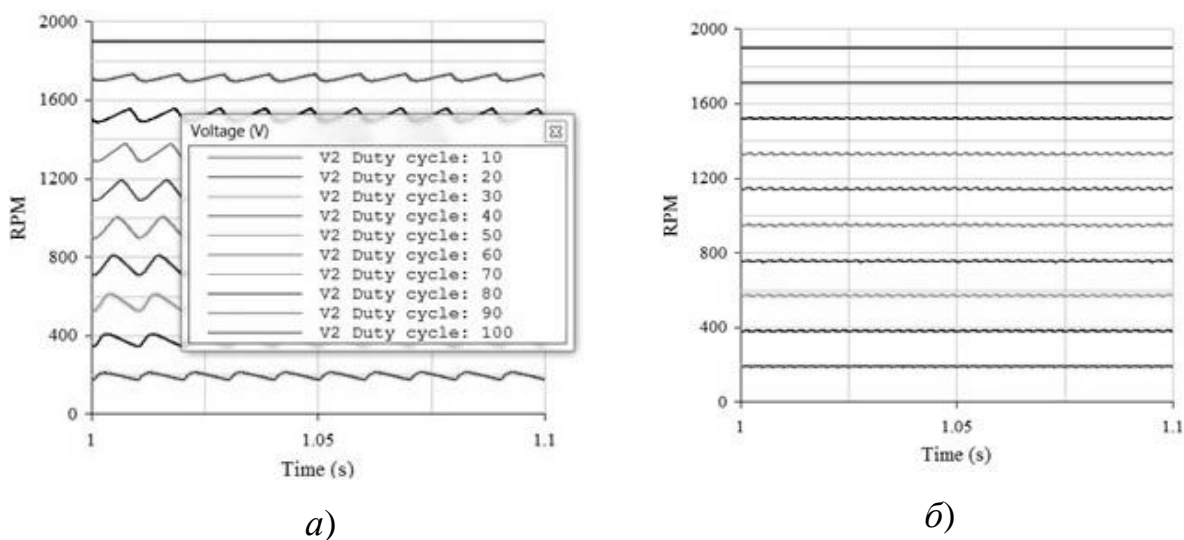 2000
1600
1200
800
400
0
RPM
1
1.05
1.1
Time (s)
Voltage (V)
V2 Duty cycle: 10
V2 Duty cycle: 20
V2 Duty cycle: 30
V2 Duty cycle: 40
V2 Duty cycle: 50
V2 Duty cycle: 60
V2 Duty cycle: 70
V2 Duty cycle: 80
V2 Duty cycle: 90
V2 Duty cycle: 100
а)
2000
1600
1200
800
400
0
RPM
1
1.05
1.1
Time (s)
б)